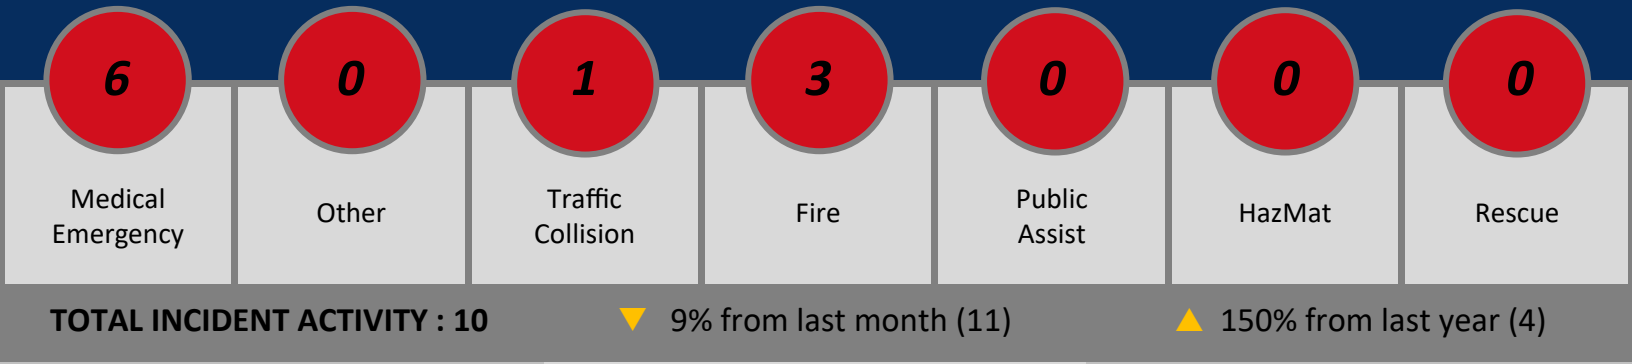 6 0 1 3 0 0 0
Medical
Emergency
Other
Traffic
Collision
Fire
Public
Assist
HazMat
Rescue
TOTAL INCIDENT ACTIVITY : 10 ▼ 9% from last month (11) ▲ 150% from last year (4)